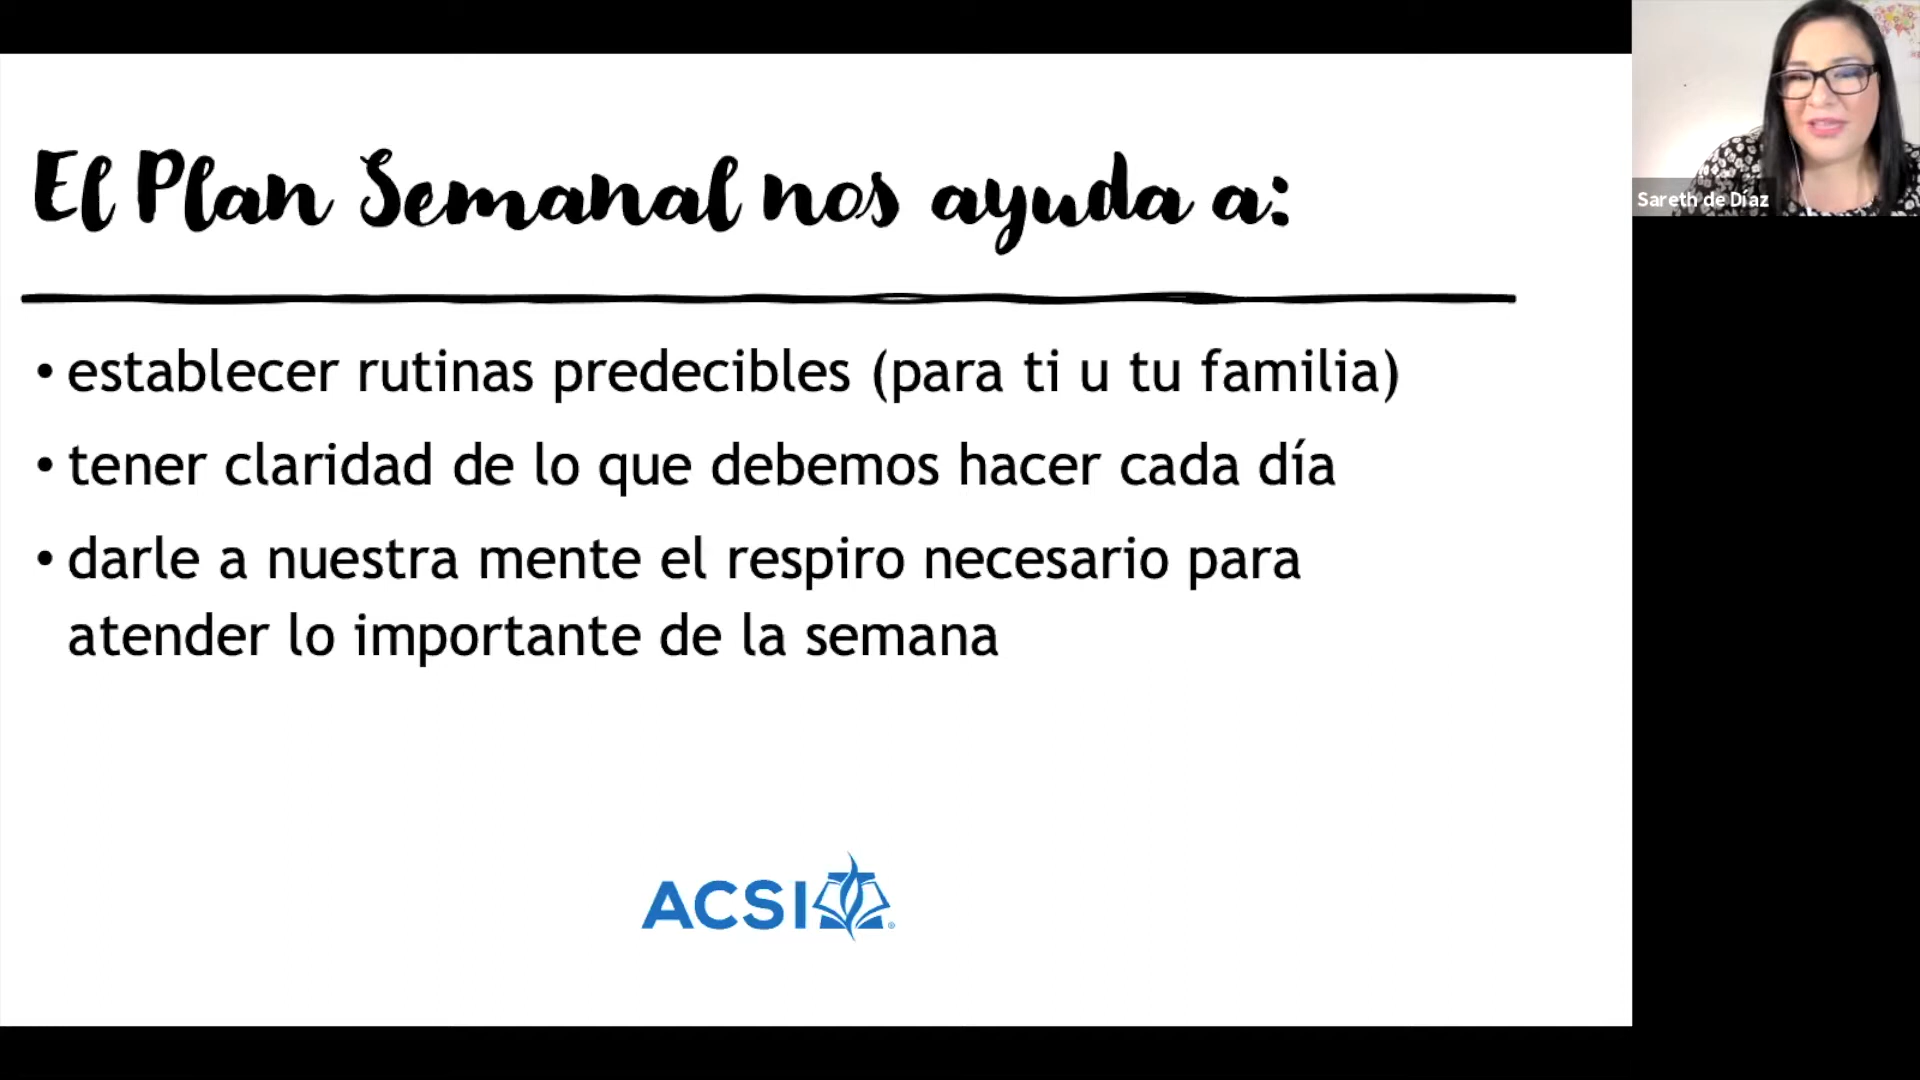 El Plan Semanal nos ayuda a:
• establecer rutinas predecibles (para ti u tu familia)
• tener claridad de lo que debemos hacer cada día
• darle a nuestra mente el respiro necesario para
atender lo importante de la semana
ACSI
Sareth de Díaz